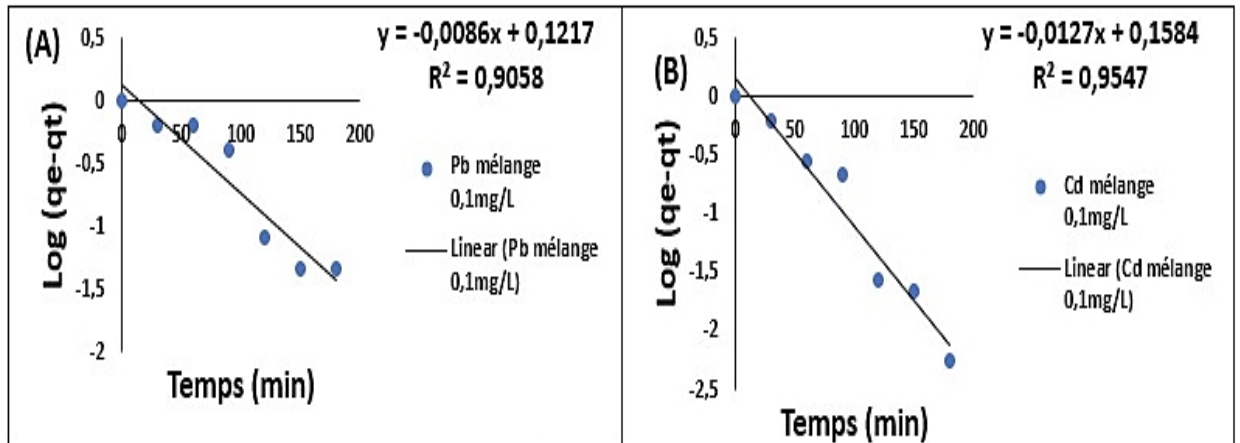 (A)
y = -0,0086x + 0,1217
R² = 0,9058
0,5
0
-0,5
-1
-1,5
-2
0 50 100 150 200
Log (qe-qt)
Temps (min)
Pb mélange
0,1mg/L
Linear (Pb mélange
0,1mg/L)
(B)
y = -0,0127x + 0,1584
R² = 0,9547
0,5
0
-0,5
-1
-1,5
-2
-2,5
0 50 100 150 200
Log (qe-qt)
Temps (min)
Cd mélange
0,1mg/L
Linear (Cd mélange
0,1mg/L)